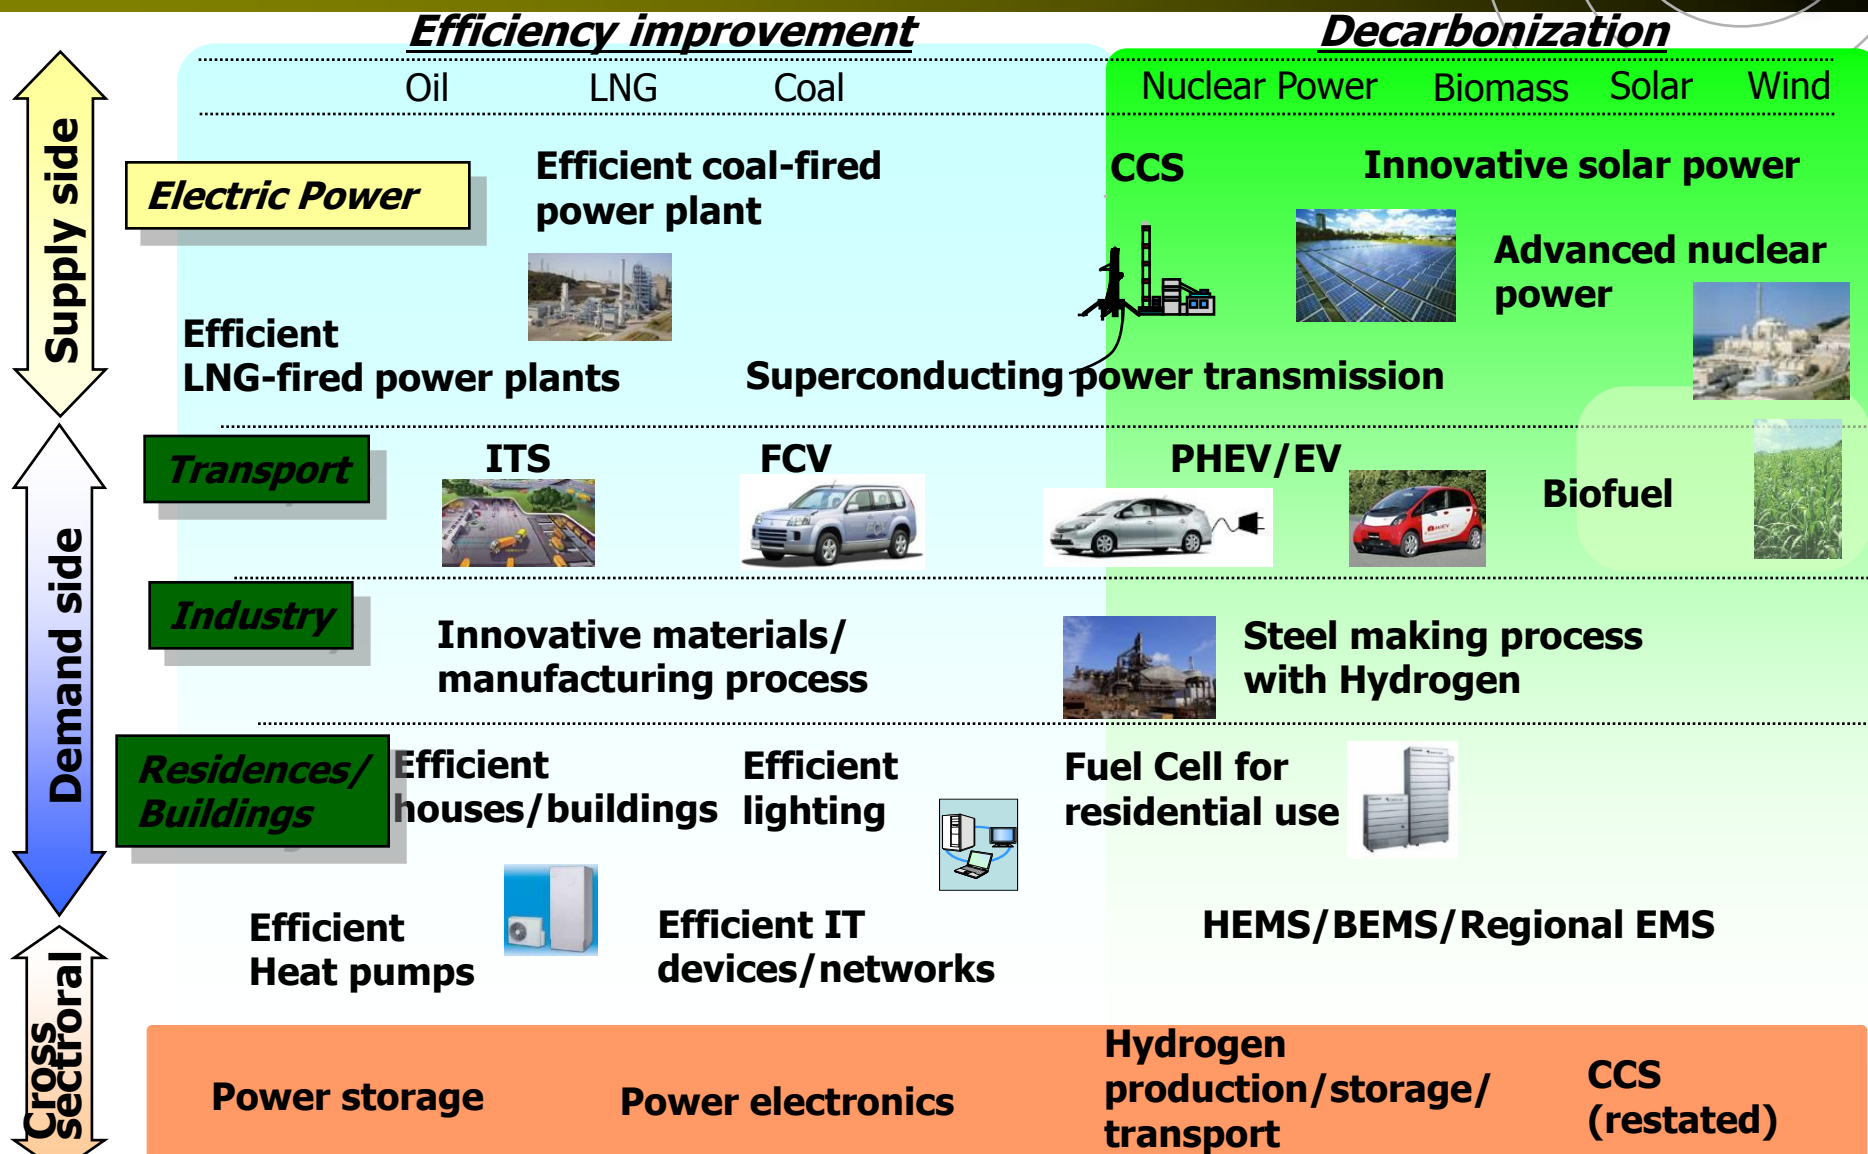 Efficiency improvement
Decarbonization
Oil LNG Coal
Nuclear Power Biomass Solar Wind
Supply side
Electric Power
Efficient coal-fired
power plant
CCS
Innovative solar power
Advanced nuclear
power
Efficient
LNG-fired power plants
Superconducting power transmission
Demand side
Transport
ITS
FCV
PHEV/EV
Biofuel
Industry
Innovative materials/
manufacturing process
Steel making process
with Hydrogen
Residences/
Buildings
Efficient
houses/buildings
Efficient
lighting
Fuel Cell for
residential use
Efficient
Heat pumps
Efficient IT
devices/networks
HEMS/BEMS/Regional EMS
Cross
sectroral
Power storage
Power electronics
Hydrogen
production/storage/
transport
CCS
(restated)